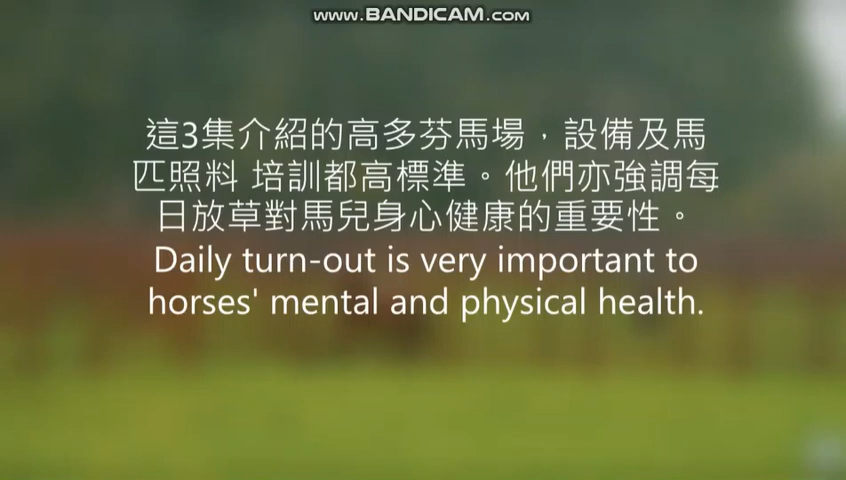 www.BANDICAM.com
這3集介紹的高多芬馬場，設備及馬
匹照料 培訓都高標準。他們亦強調每
日放草對馬兒身心健康的重要性。
Daily turn-out is very important to
horses' mental and physical health.